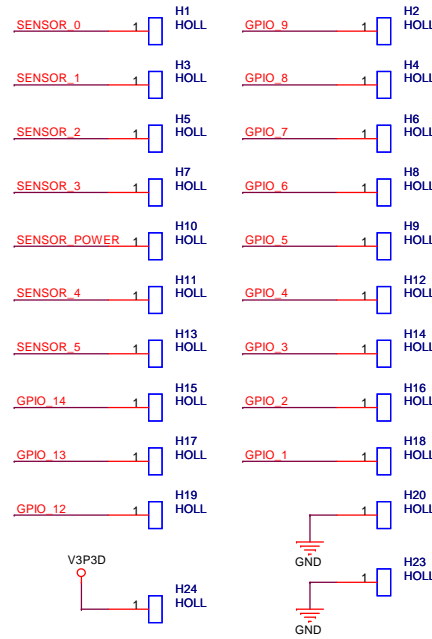 H1
SENSOR_0 1 HOLL
H2
GPIO_9 1 HOLL
H3
SENSOR_1 1 HOLL
H4
GPIO_8 1 HOLL
H5
SENSOR_2 1 HOLL
H6
GPIO_7 1 HOLL
H7
SENSOR_3 1 HOLL
H8
GPIO_6 1 HOLL
H10
SENSOR_POWER 1 HOLL
H9
GPIO_5 1 HOLL
H11
SENSOR_4 1 HOLL
H12
GPIO_4 1 HOLL
H13
SENSOR_5 1 HOLL
H14
GPIO_3 1 HOLL
H15
GPIO_14 1 HOLL
H16
GPIO_2 1 HOLL
H17
GPIO_13 1 HOLL
H18
GPIO_1 1 HOLL
H19
GPIO_12 1 HOLL
H20
1 HOLL
GND
V3P3D
H24
1 HOLL
H23
1 HOLL
GND